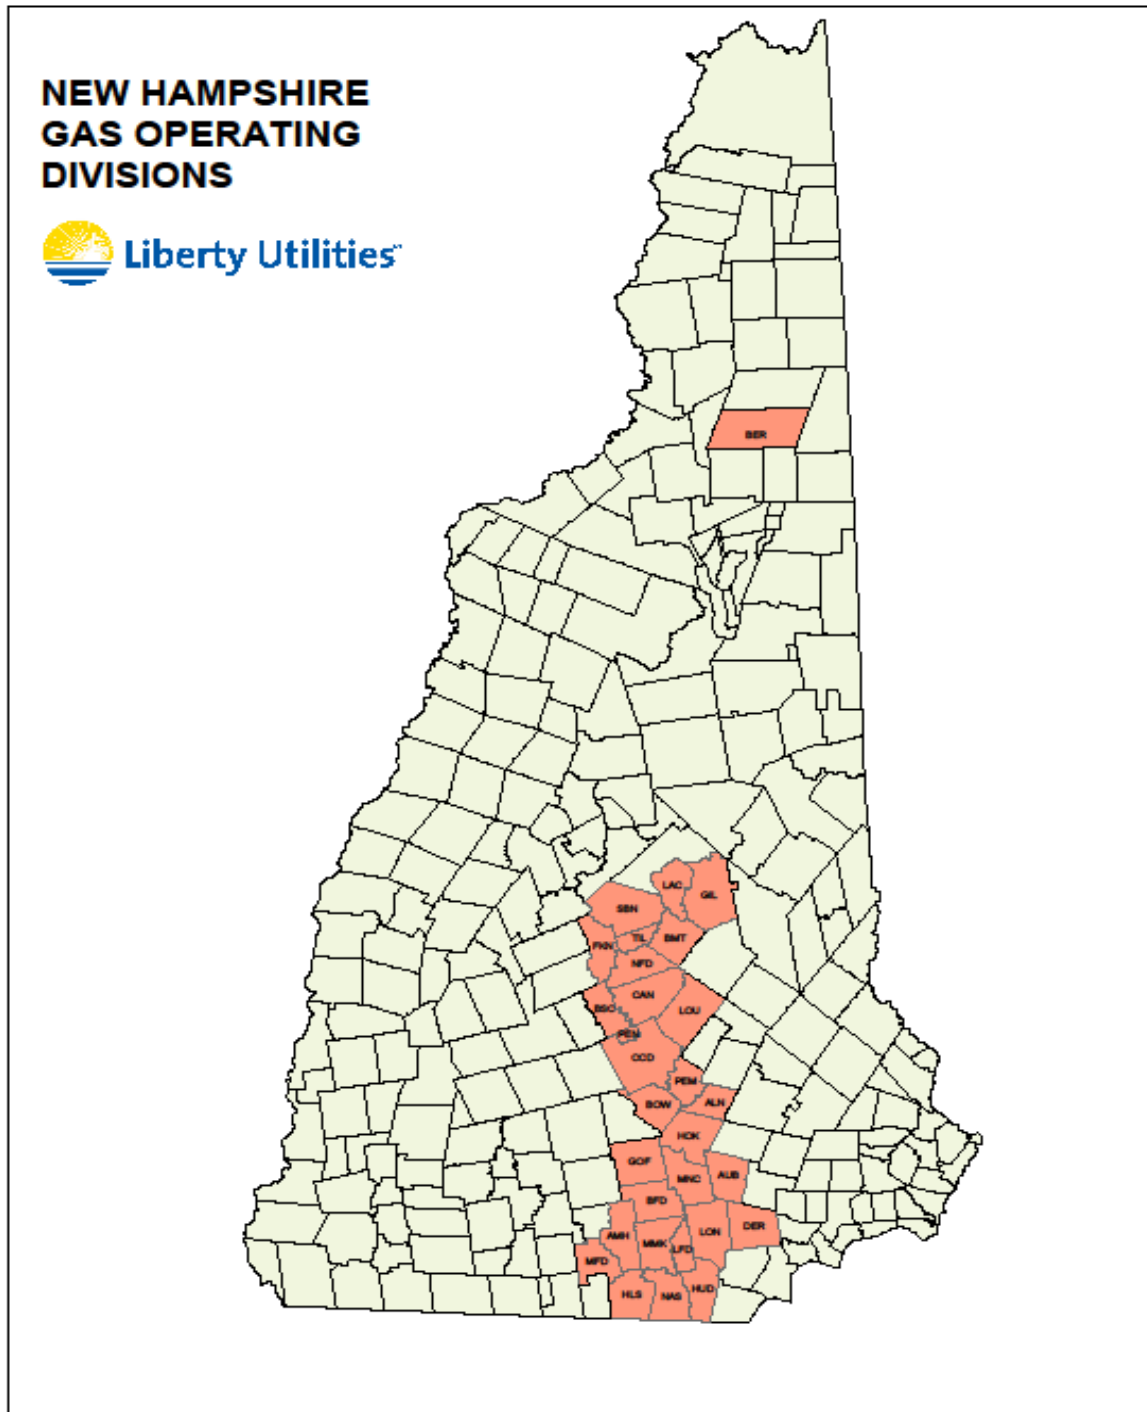 NEW HAMPSHIRE
GAS OPERATING
DIVISIONS
Liberty Utilities
BER
LAC
GIL
SBN
TIL
BMT
FKN
NFD
CAN
BSC
LOU
PEN
CCD
PEM
BOW
ALN
HOK
GOF
MNC
AUB
BFD
AMH
MMK
LFD
LON
DER
MFD
HLS
NAS
HUD